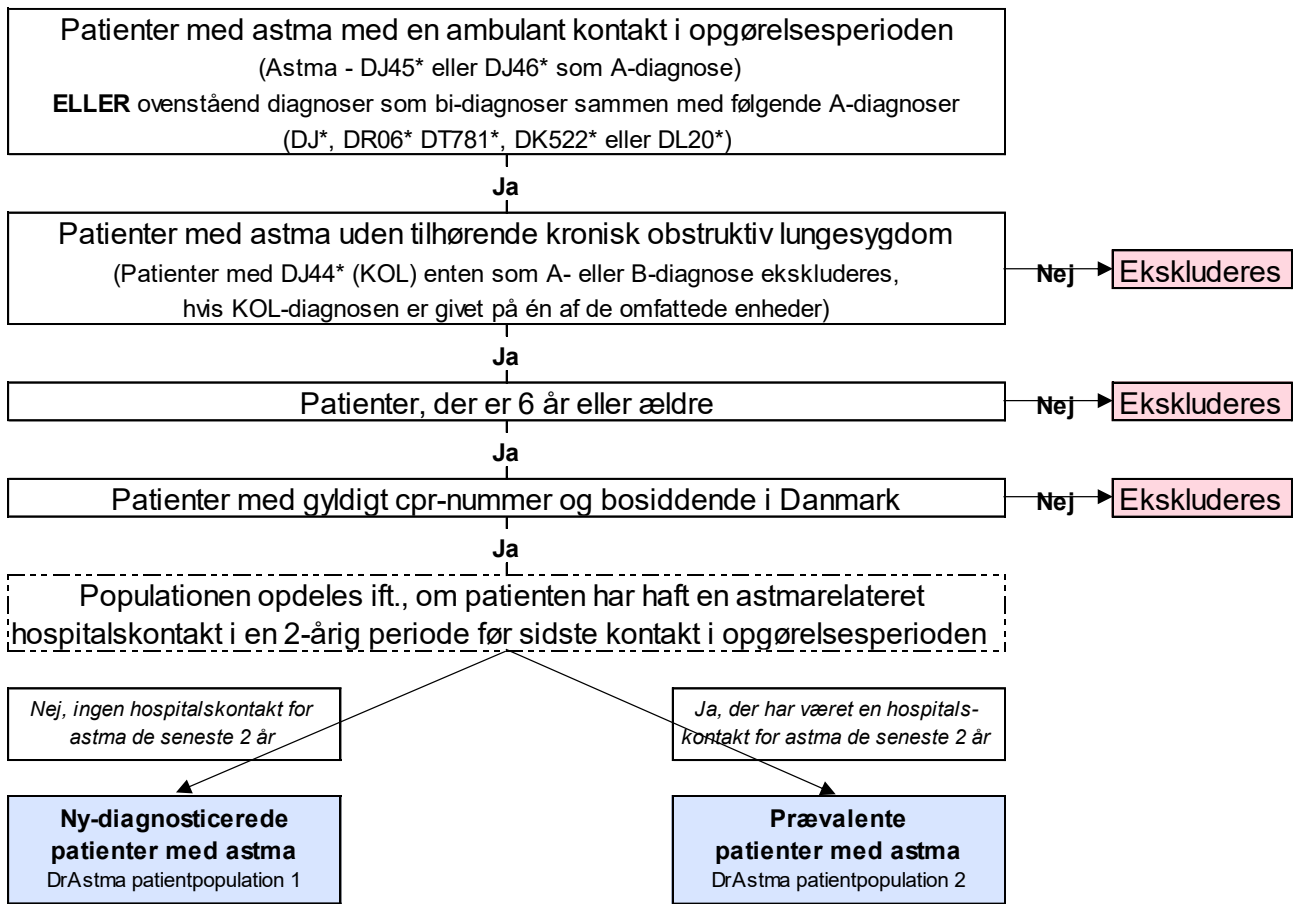 Patienter med astma med en ambulant kontakt i opgørelsesperioden
(Astma - DJ45* eller DJ46* som A-diagnose)
ELLER ovenståend diagnoser som bi-diagnoser sammen med følgende A-diagnoser
(DJ*, DR06* DT781*, DK522* eller DL20*)
Ja
Patienter med astma uden tilhørende kronisk obstruktiv lungesygdom
(Patienter med DJ44* (KOL) enten som A- eller B-diagnose ekskluderes,
hvis KOL-diagnosen er givet på én af de omfattede enheder)
Nej
Ekskluderes
Ja
Patienter, der er 6 år eller ældre
Nej
Ekskluderes
Ja
Patienter med gyldigt cpr-nummer og bosiddende i Danmark
Nej
Ekskluderes
Ja
Populationen opdeles ift., om patienten har haft en astmarelateret
hospitalskontakt i en 2-årig periode før sidste kontakt i opgørelsesperioden
Nej, ingen hospitalskontakt for
astma de seneste 2 år
Ja, der har været en hospitals-
kontakt for astma de seneste 2 år
Ny-diagnosticerede
patienter med astma
DrAstma patientpopulation 1
Prævalente
patienter med astma
DrAstma patientpopulation 2